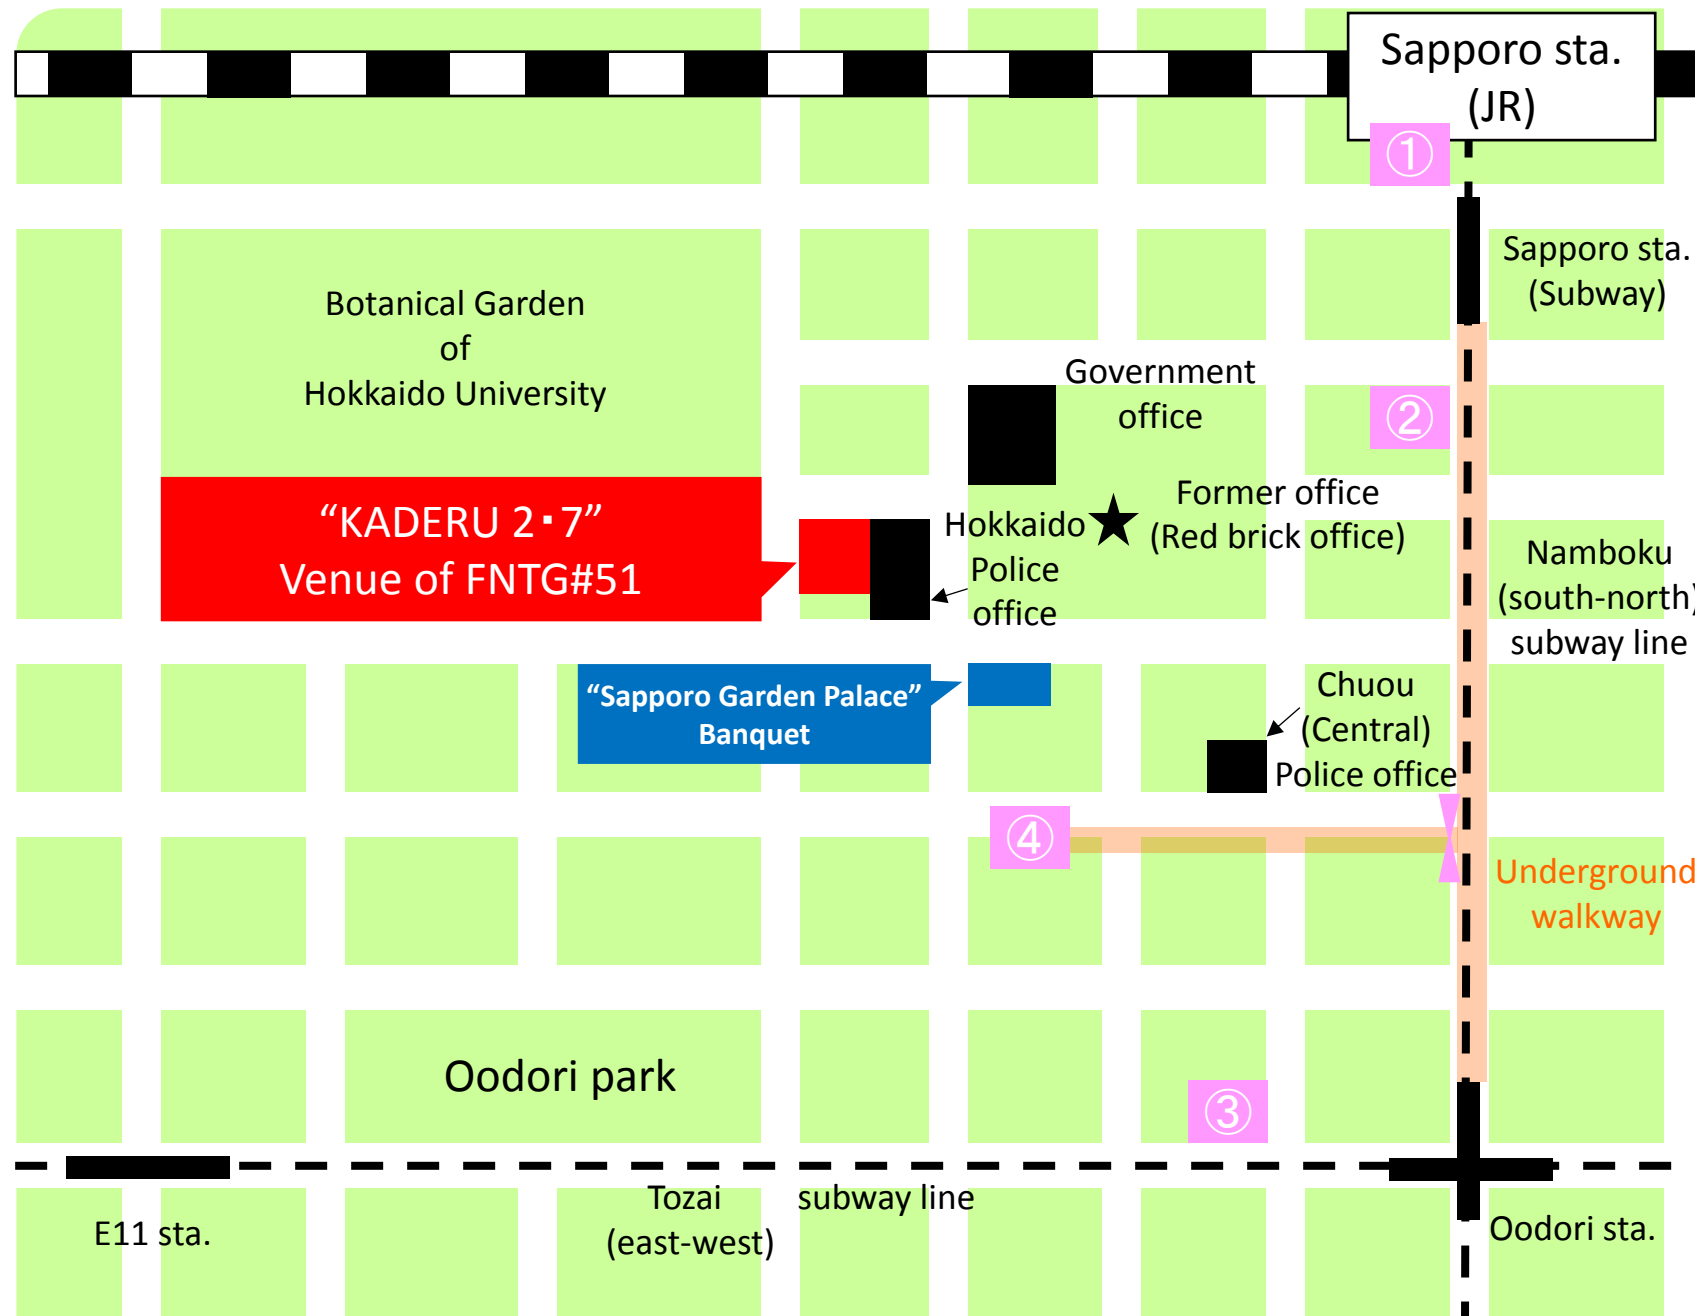 Sapporo sta.
(JR)
①
Sapporo sta.
(Subway)
Botanical Garden
of
Hokkaido University
Government
office
②
“KADERU 2・7”
Venue of FNTG#51
Former office
(Red brick office)
Hokkaido
Police
office
Namboku
(south-north)
subway line
“Sapporo Garden Palace”
Banquet
Chuou
(Central)
Police office
④
Underground
walkway
Oodori park
③
Tozai
(east-west)
subway line
E11 sta.
Oodori sta.